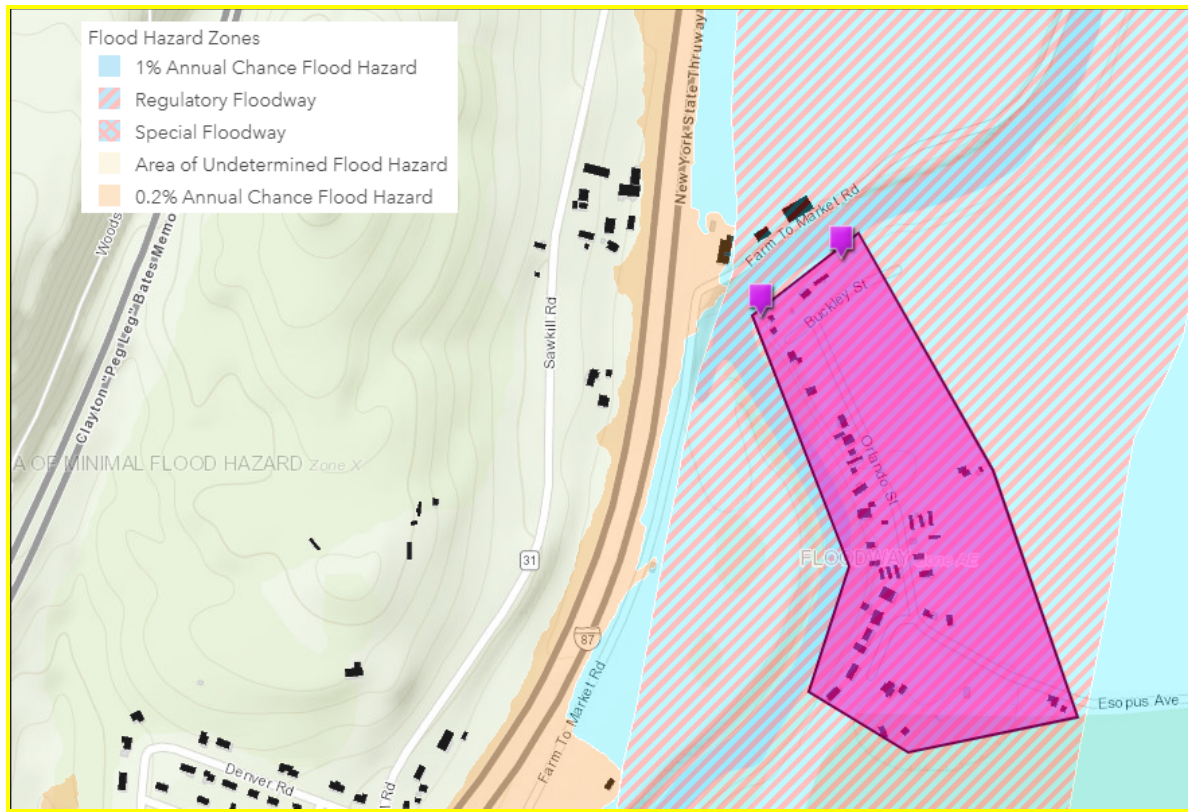 Flood Hazard Zones
1% Annual Chance Flood Hazard
Regulatory Floodway
Special Floodway
Area of Undetermined Flood Hazard
0.2% Annual Chance Flood Hazard
New York State Thruway
Woods
Clayton "Peg Leg" Bates Memo
Farm To Market Rd
Buckley St
Sawkill Rd
Orlando St
A OF MINIMAL FLOOD HAZARD Zone X
FLOODWAY Zone AE
31
87
Farm To Market Rd
Esopus Ave
Denver Rd
Rd